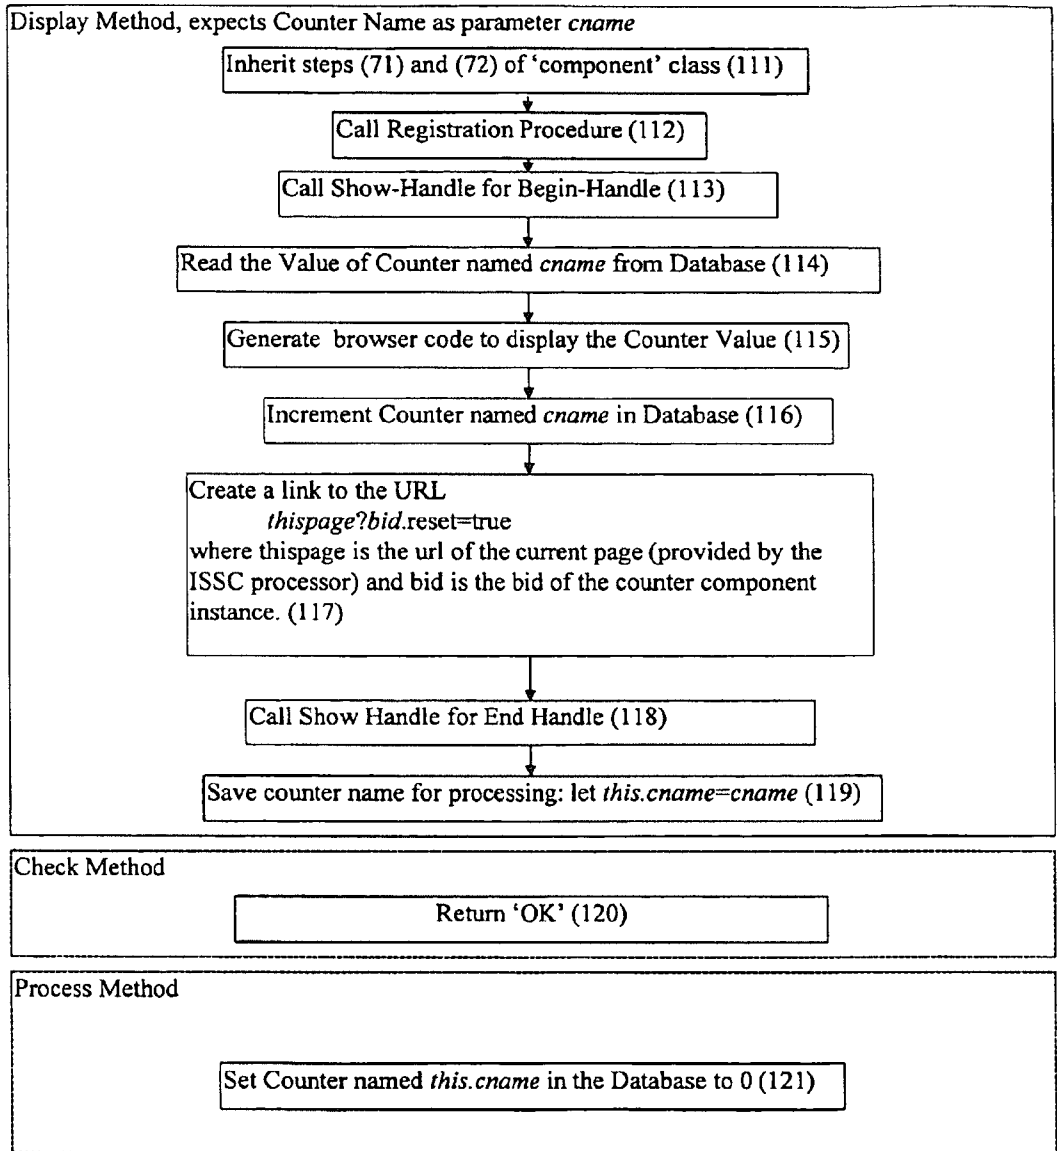 Display Method, expects Counter Name as parameter cname
Inherit steps (71) and (72) of ‘component’ class (111)
Call Registration Procedure (112)
Call Show-Handle for Begin-Handle (113)
Read the Value of Counter named cname from Database (114)
Generate browser code to display the Counter Value (115)
Increment Counter named cname in Database (116)
Create a link to the URL
thispage?bid.reset=true
where thispage is the url of the current page (provided by the
ISSC processor) and bid is the bid of the counter component
instance. (117)
Call Show Handle for End Handle (118)
Save counter name for processing: let this.cname=cname (119)
Check Method
Return ‘OK’ (120)
Process Method
Set Counter named this.cname in the Database to 0 (121)